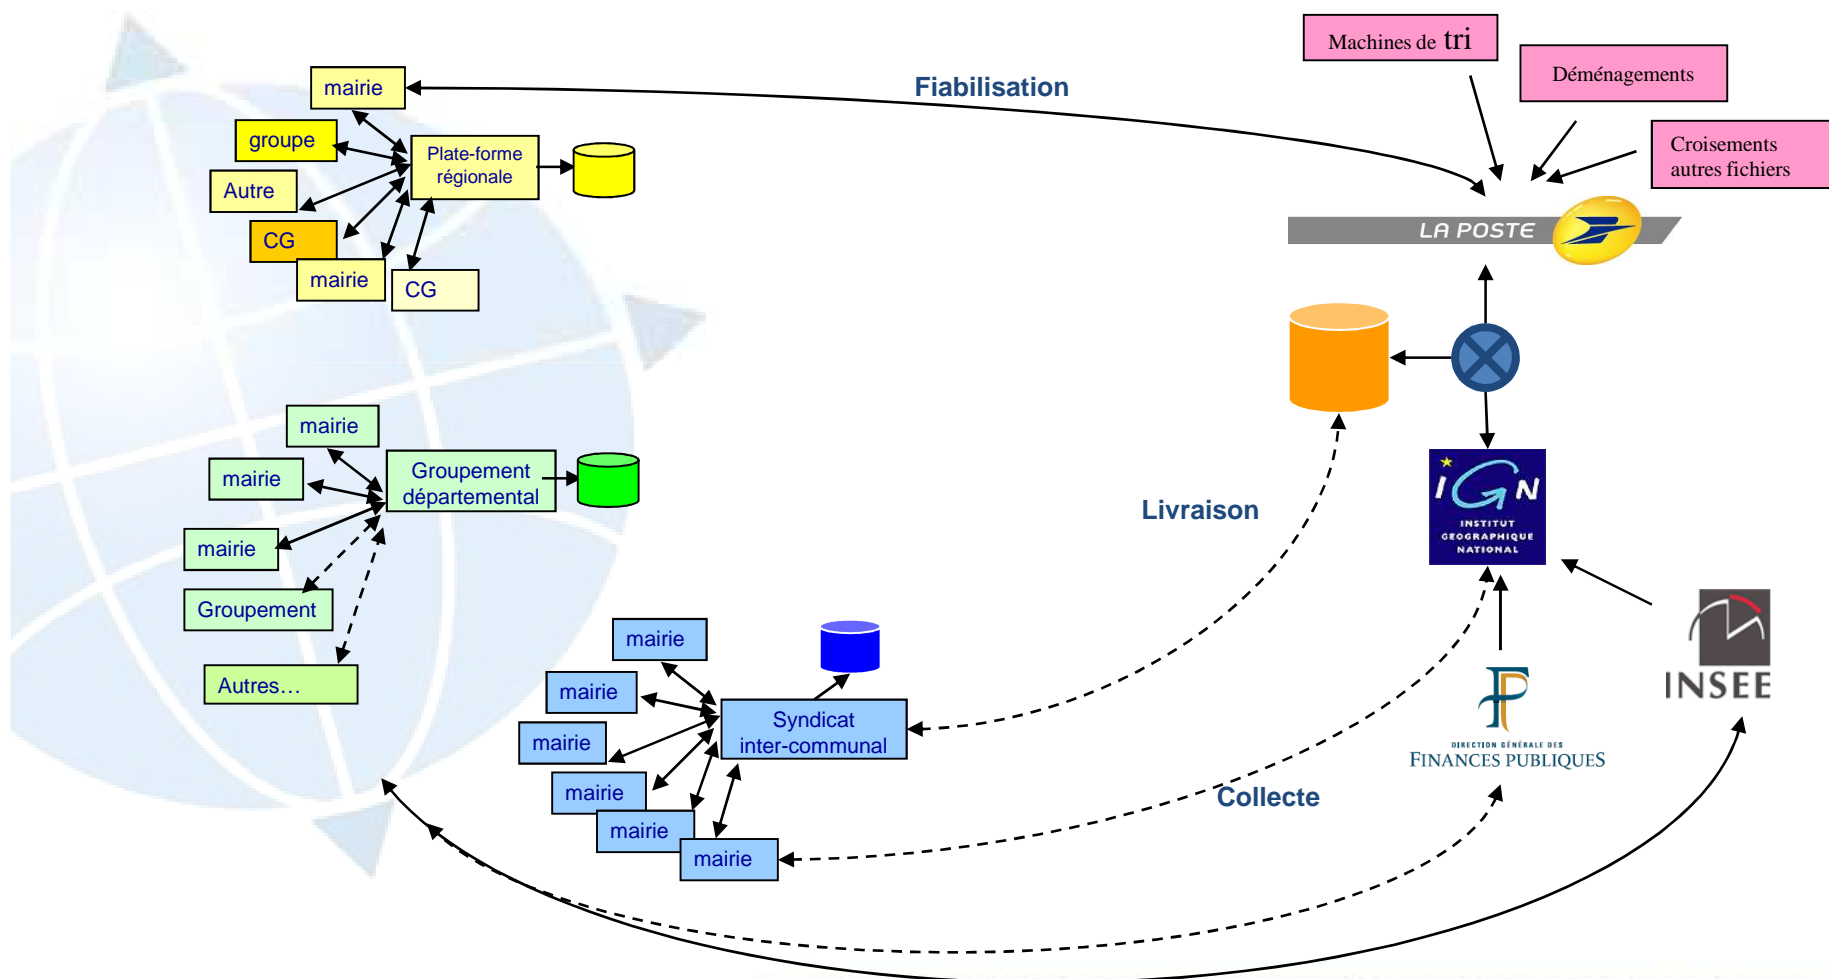 Machines de tri
Déménagements
Croisements
autres fichiers
Fiabilisation
mairie
groupe
Plate-forme
régionale
Autre
CG
mairie
CG
LA POSTE
mairie
mairie
Groupement
départemental
mairie
Groupement
Autres…
Livraison
IGN
INSTITUT
GEOGRAPHIQUE
NATIONAL
mairie
mairie
mairie
mairie
mairie
mairie
Syndicat
inter-communal
Collecte
DIRECTION GÉNÉRALE DES
FINANCES PUBLIQUES
INSEE